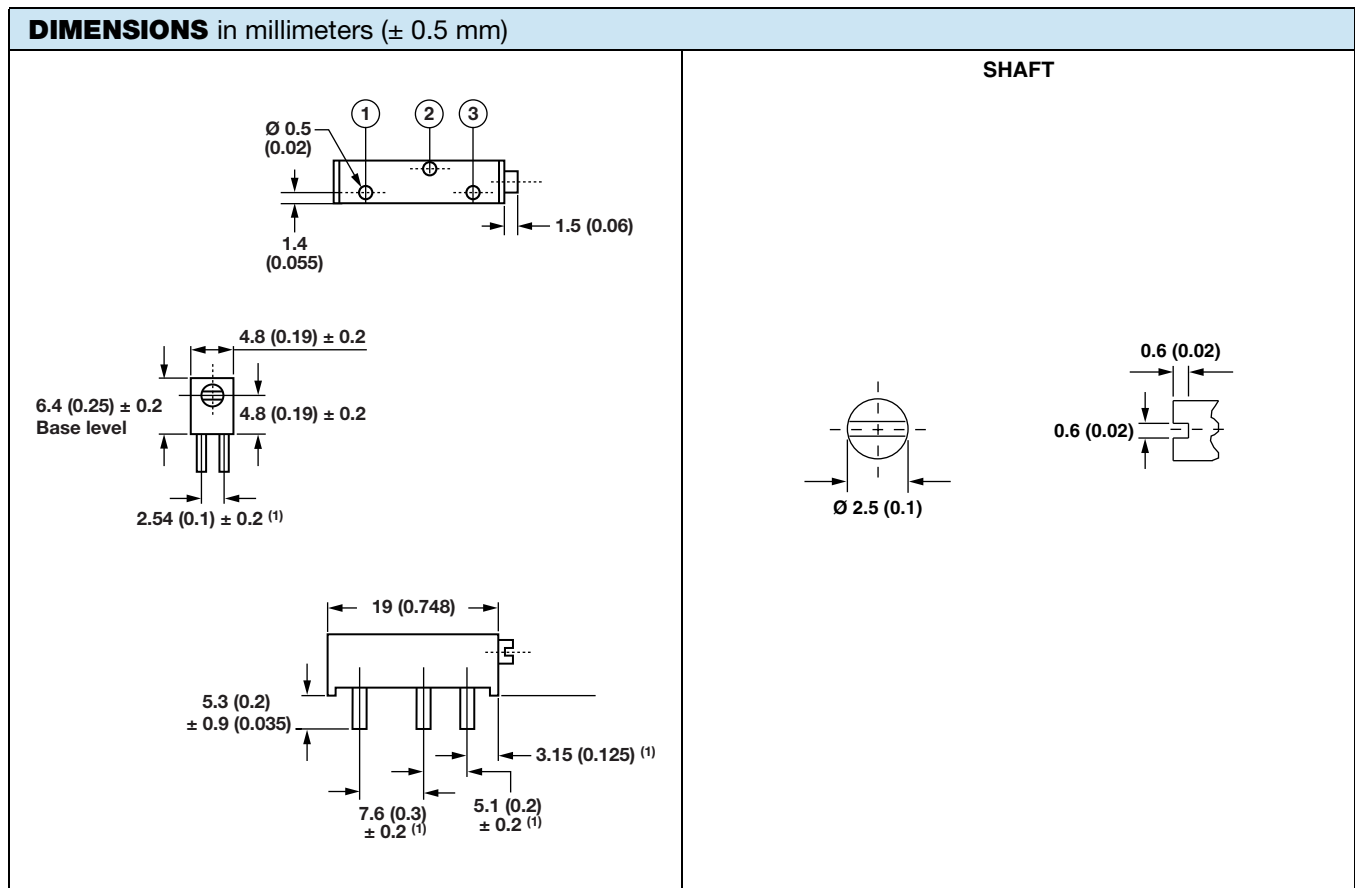 DIMENSIONS in millimeters (± 0.5 mm)
SHAFT
1
2
3
Ø 0.5
(0.02)
1.5 (0.06)
1.4
(0.055)
4.8 (0.19) ± 0.2
6.4 (0.25) ± 0.2
Base level
4.8 (0.19) ± 0.2
2.54 (0.1) ± 0.2 (1)
0.6 (0.02)
0.6 (0.02)
Ø 2.5 (0.1)
19 (0.748)
5.3 (0.2)
± 0.9 (0.035)
3.15 (0.125) (1)
7.6 (0.3)
± 0.2 (1)
5.1 (0.2)
± 0.2 (1)